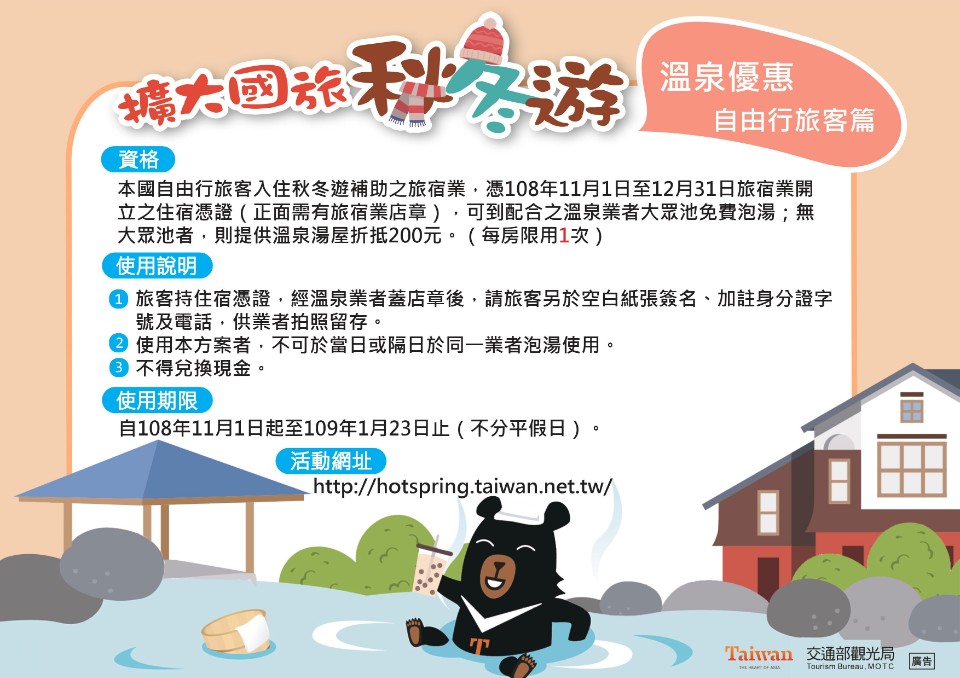 擴大國旅秋冬遊
溫泉優惠
自由行旅客篇
資格
本國自由行旅客入住秋冬遊補助之旅宿業，憑108年11月1日至12月31日旅宿業開
立之住宿憑證（正面需有旅宿業店章），可到配合之溫泉業者大眾池免費泡湯；無
大眾池者，則提供溫泉湯屋折抵200元。（每房限用1次）
使用說明
1 旅客持住宿憑證，經溫泉業者蓋店章後，請旅客另於空白紙張簽名、加註身分證字
號及電話，供業者拍照留存。
2 使用本方案者，不可於當日或隔日於同一業者泡湯使用。
3 不得兌換現金。
使用期限
自108年11月1日起至109年1月23日止（不分平假日）。
活動網址
http://hotspring.taiwan.net.tw/
T
Taiwan
THE HEART OF ASIA
交通部觀光局
Tourism Bureau, MOTC
廣告